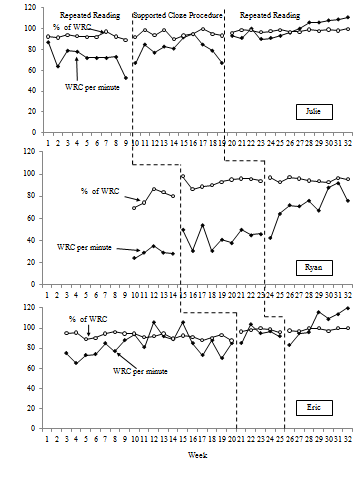 Repeated Reading Supported Cloze Procedure Repeated Reading
120
100
80
60
40
20
0
% of WRC
WRC per minute
Julie
1 2 3 4 5 6 7 8 9 10 11 12 13 14 15 16 17 18 19 20 21 22 23 24 25 26 27 28 29 30 31 32
120
100
80
60
40
20
0
% of WRC
WRC per minute
Ryan
1 2 3 4 5 6 7 8 9 10 11 12 13 14 15 16 17 18 19 20 21 22 23 24 25 26 27 28 29 30 31 32
120
100
80
60
40
20
0
% of WRC
WRC per minute
Eric
1 2 3 4 5 6 7 8 9 10 11 12 13 14 15 16 17 18 19 20 21 22 23 24 25 26 27 28 29 30 31 32
Week